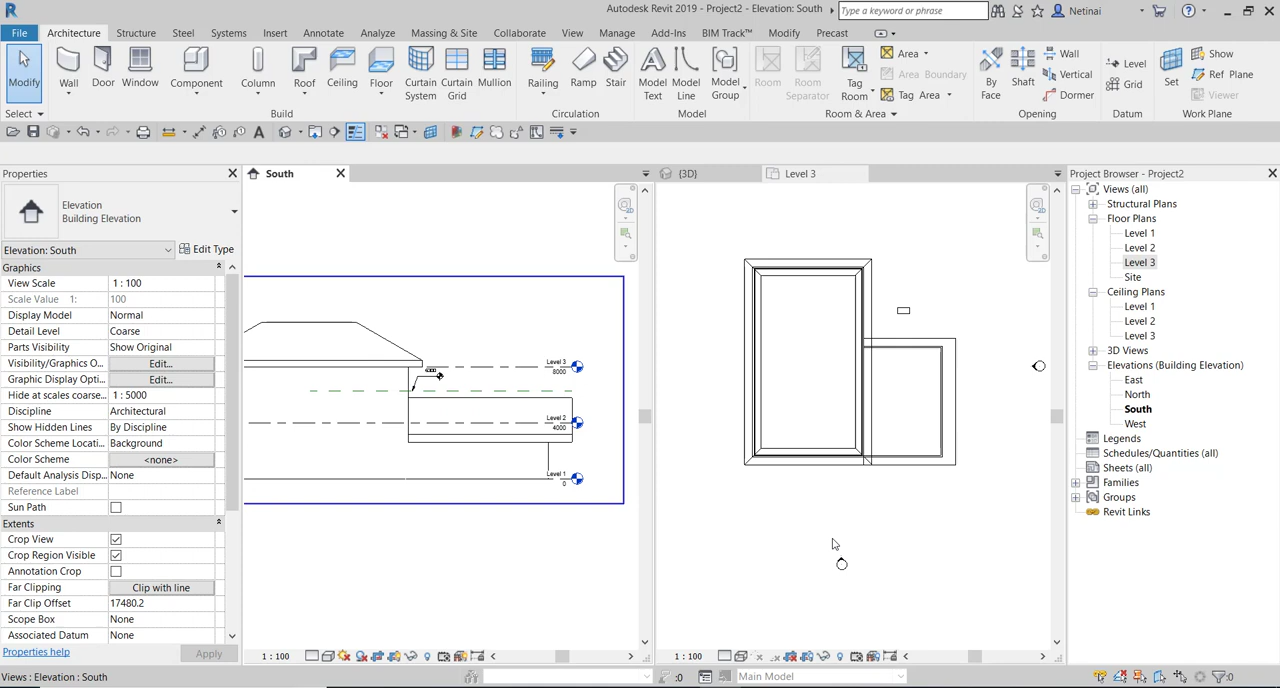 Autodesk Revit 2019 - Project2 - Elevation: South
Type a keyword or phrase
Netinai
File Architecture Structure Steel Systems Insert Annotate Analyze Massing & Site Collaborate View Manage Add-Ins BIM Track™ Modify Precast
Modify Wall Door Window Component Column Roof Ceiling Floor Curtain System Curtain Grid Mullion Railing Ramp Stair Model Text Model Line Model Group Room Room Separator Tag Room
Area
Area Boundary
Tag Area
By Face
Shaft
Wall
Vertical
Dormer
Level
Grid
Set
Show
Ref Plane
Viewer
Select Build Circulation Model Room & Area Opening Datum Work Plane
Properties
Elevation
Building Elevation
Elevation: South
Edit Type
Graphics
View Scale 1 : 100
Scale Value 1: 100
Display Model Normal
Detail Level Coarse
Parts Visibility Show Original
Visibility/Graphics O... Edit...
Graphic Display Opti... Edit...
Hide at scales coarse... 1 : 5000
Discipline Architectural
Show Hidden Lines By Discipline
Color Scheme Locati... Background
Color Scheme <none>
Default Analysis Disp... None
Reference Label
Sun Path
Extents
Crop View
Crop Region Visible
Annotation Crop
Far Clipping Clip with line
Far Clip Offset 17480.2
Scope Box None
Associated Datum None
Properties help Apply
South
2D
Level 3
8000
Level 2
4000
Level 1
0
1 : 100
{3D} Level 3
2D
1 : 100
Project Browser - Project2
Views (all)
Structural Plans
Floor Plans
Level 1
Level 2
Level 3
Site
Ceiling Plans
Level 1
Level 2
Level 3
3D Views
Elevations (Building Elevation)
East
North
South
West
Legends
Schedules/Quantities (all)
Sheets (all)
Families
Groups
Revit Links
Views : Elevation : South
:0
Main Model
:0